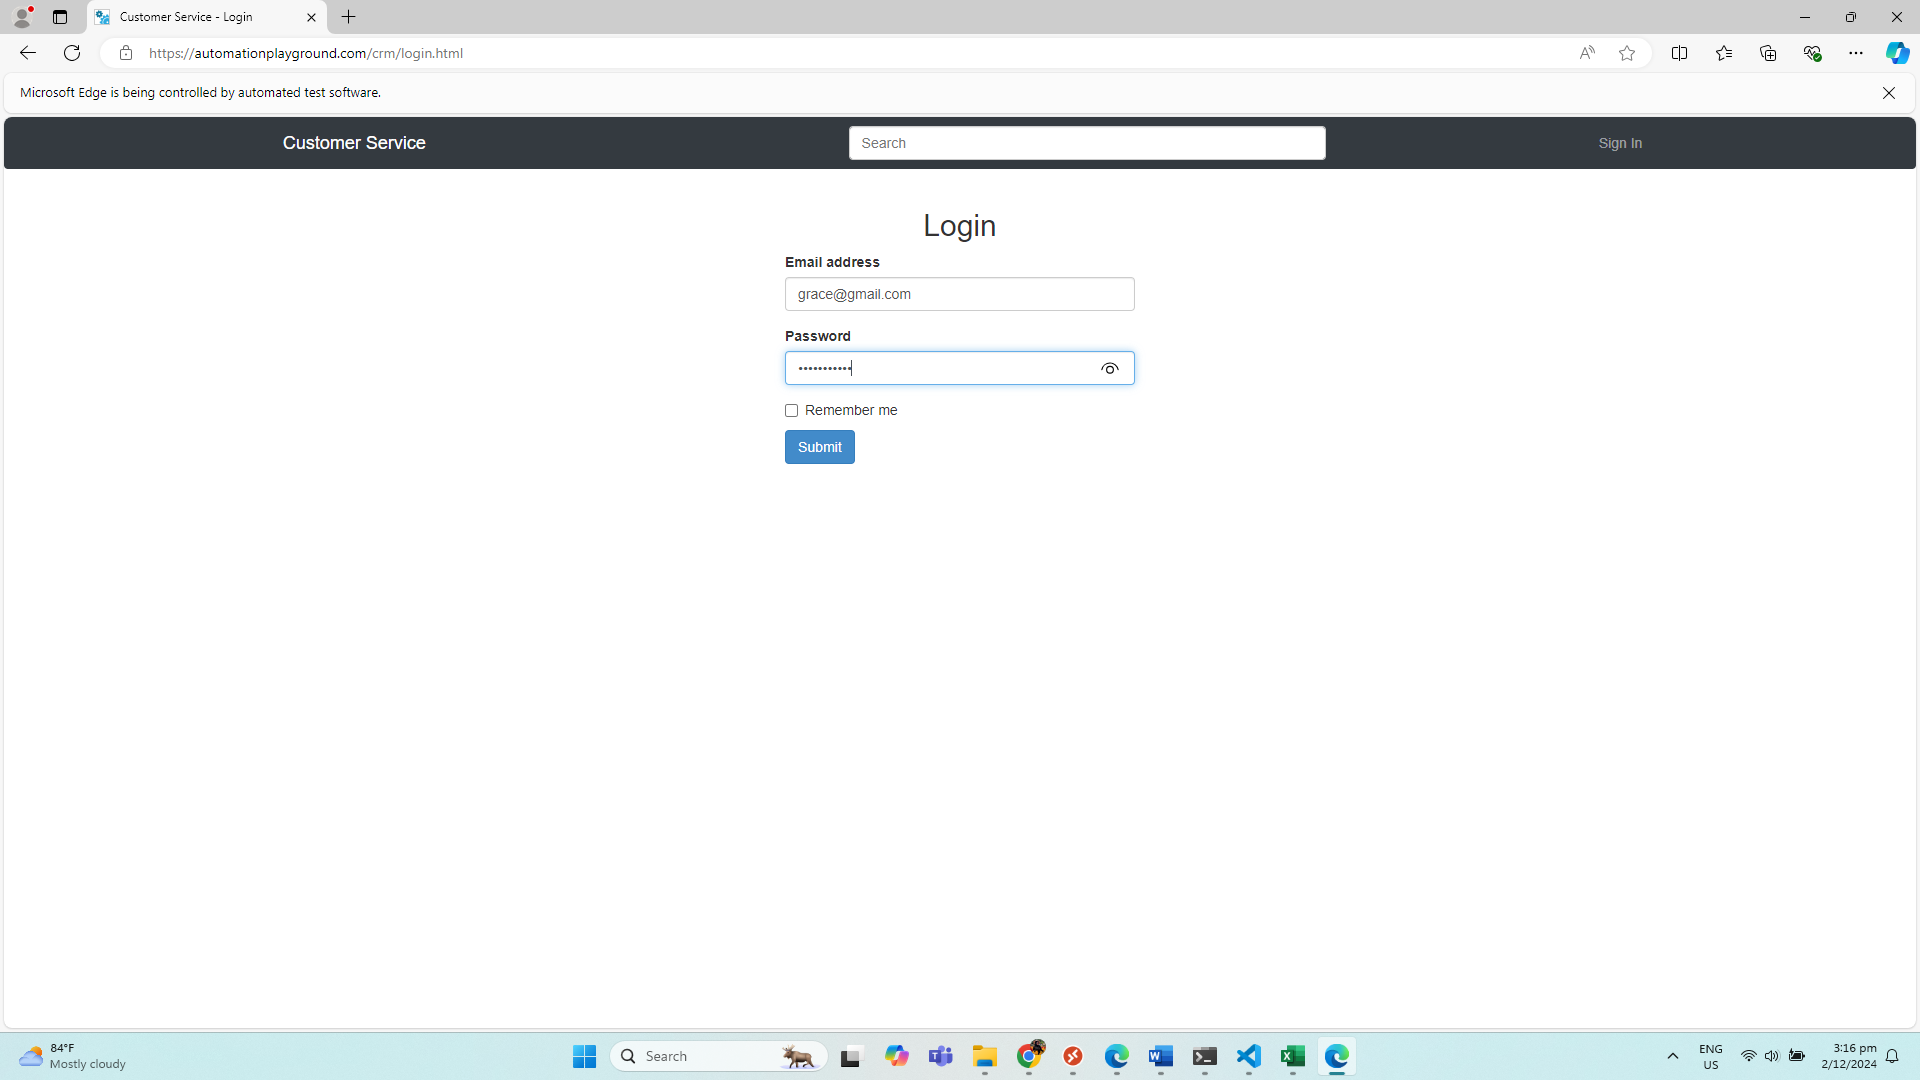 Customer Service - Login
https://automationplayground.com/crm/login.html
Microsoft Edge is being controlled by automated test software.
Customer Service
Search
Sign In
Login
Email address
grace@gmail.com
Password
•••••••••••
Remember me
Submit
84°F
Mostly cloudy
Search
ENG
US
3:16 pm
2/12/2024